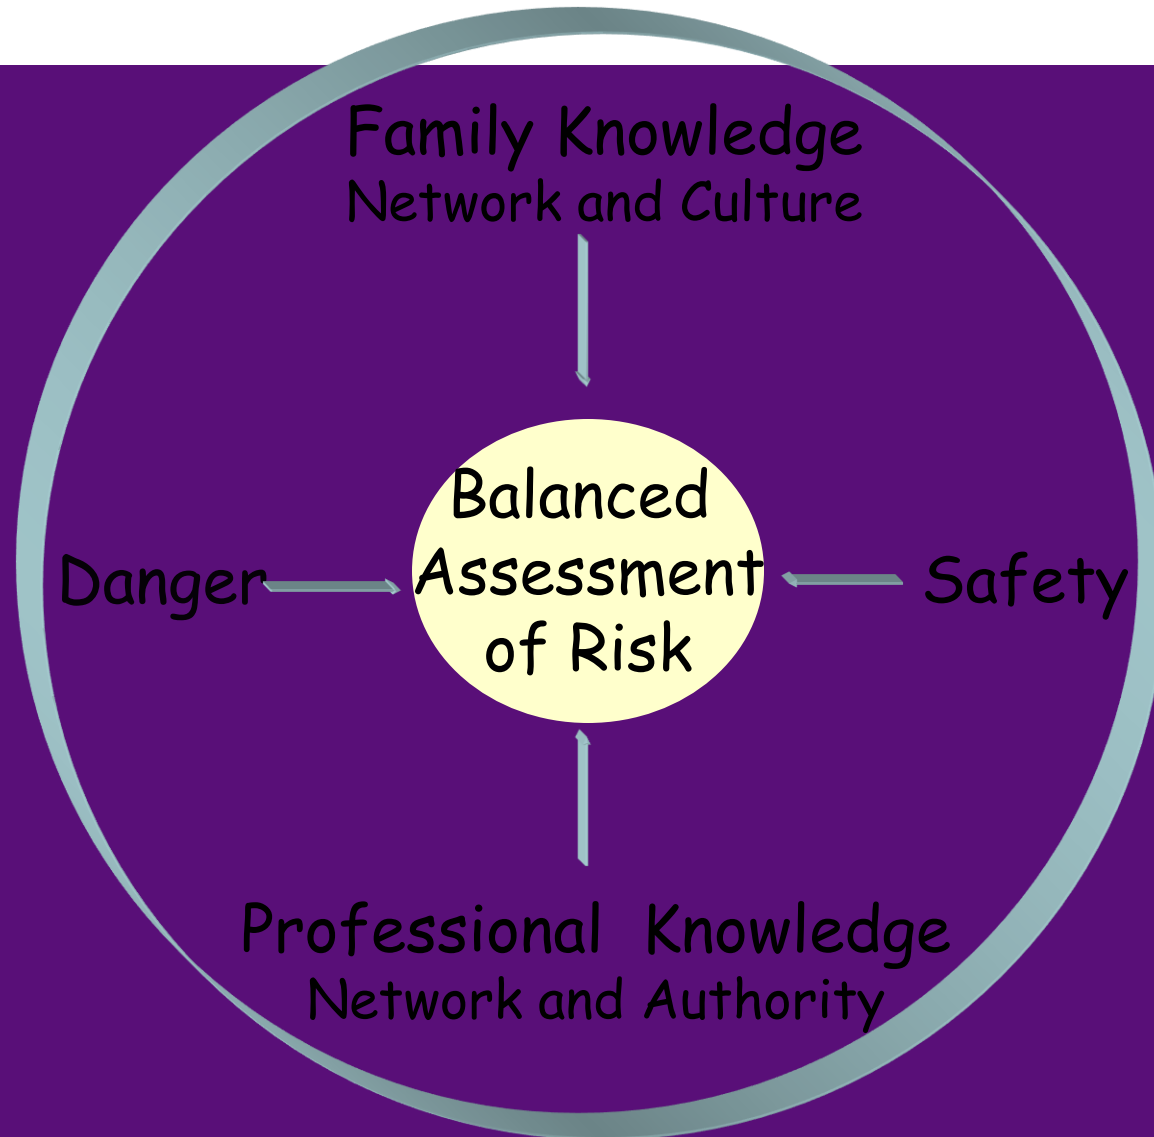 Family Knowledge
Network and Culture
Balanced
Assessment
of Risk
Danger
Safety
Professional Knowledge
Network and Authority